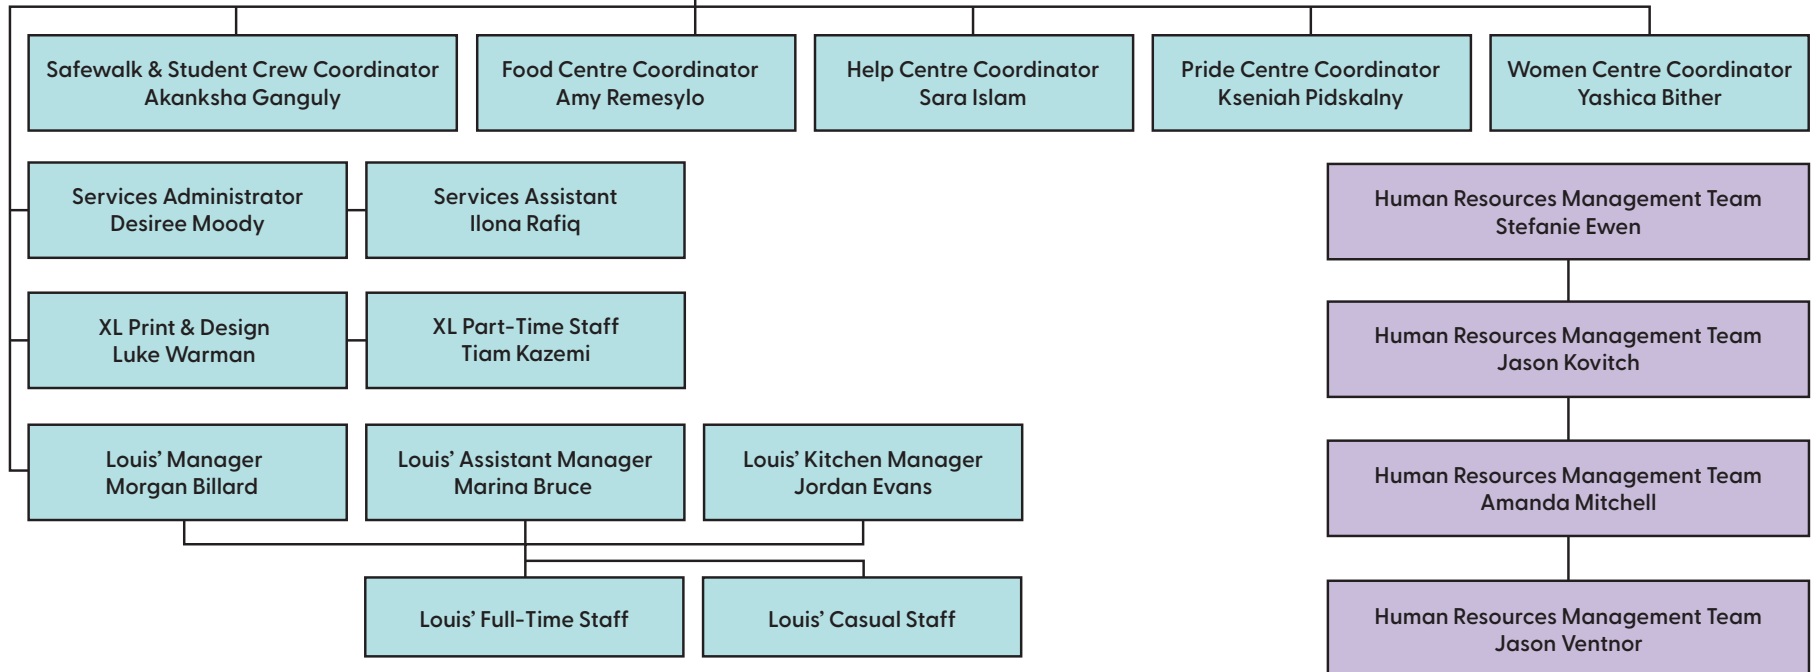 Safewalk & Student Crew Coordinator
Akanksha Ganguly
Food Centre Coordinator
Amy Remesylo
Help Centre Coordinator
Sara Islam
Pride Centre Coordinator
Kseniah Pidskalny
Women Centre Coordinator
Yashica Bither
Services Administrator
Desiree Moody
Services Assistant
Ilona Rafiq
Human Resources Management Team
Stefanie Ewen
XL Print & Design
Luke Warman
XL Part-Time Staff
Tiam Kazemi
Human Resources Management Team
Jason Kovitch
Louis’ Manager
Morgan Billard
Louis’ Assistant Manager
Marina Bruce
Louis’ Kitchen Manager
Jordan Evans
Human Resources Management Team
Amanda Mitchell
Louis’ Full-Time Staff
Louis’ Casual Staff
Human Resources Management Team
Jason Ventnor